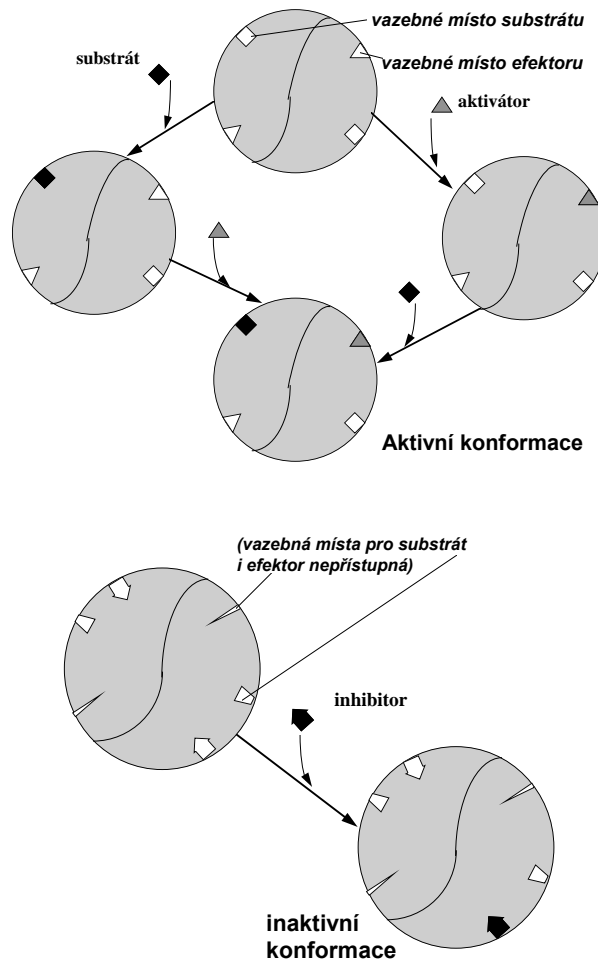 vazebné místo substrátu
substrát
vazebné místo efektoru
aktivátor
Aktivní konformace
(vazebná místa pro substrát
i efektor nepřístupná)
inhibitor
inaktivní
konformace